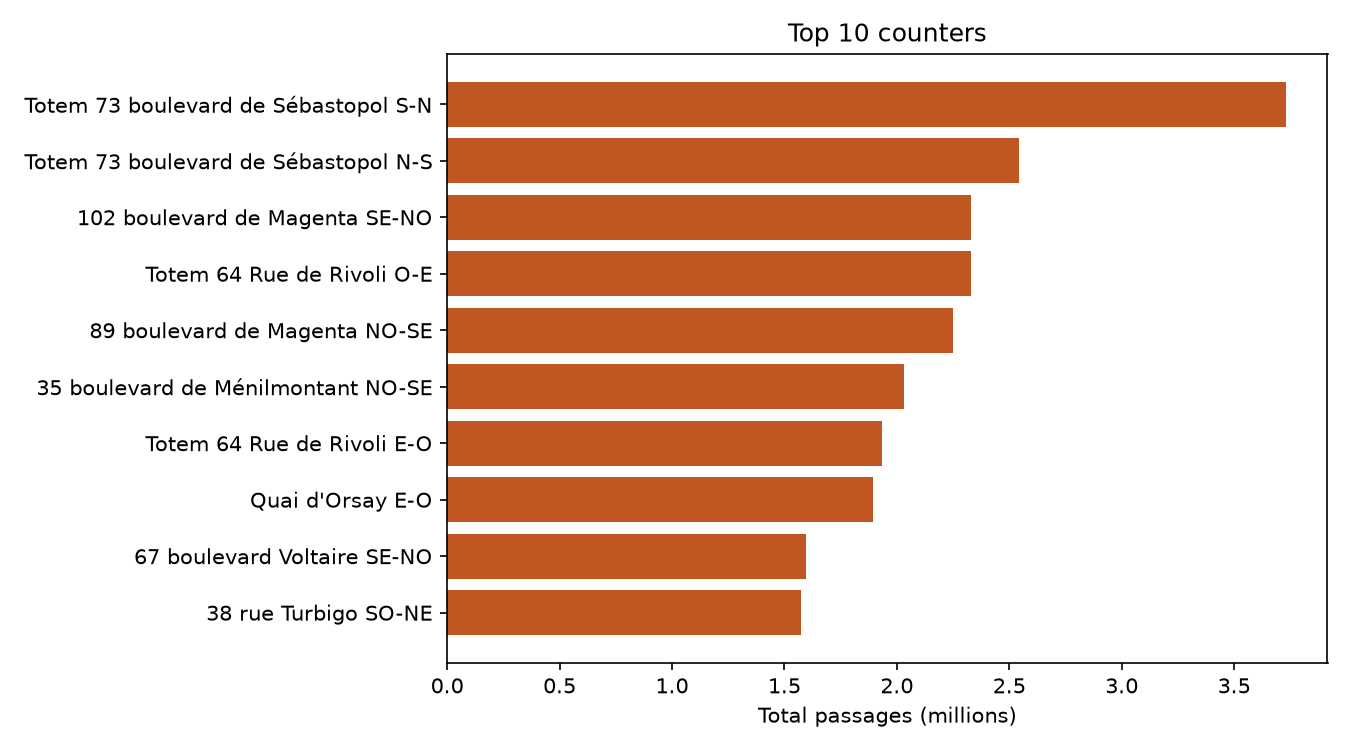 Top 10 counters
Totem 73 boulevard de Sébastopol S-N
Totem 73 boulevard de Sébastopol N-S
102 boulevard de Magenta SE-NO
Totem 64 Rue de Rivoli O-E
89 boulevard de Magenta NO-SE
35 boulevard de Ménilmontant NO-SE
Totem 64 Rue de Rivoli E-O
Quai d'Orsay E-O
67 boulevard Voltaire SE-NO
38 rue Turbigo SO-NE
0.0 0.5 1.0 1.5 2.0 2.5 3.0 3.5
Total passages (millions)